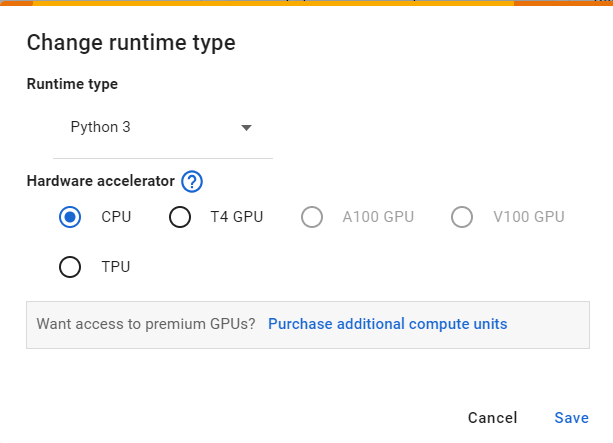 Change runtime type
Runtime type
Python 3
Hardware accelerator ?
CPU T4 GPU A100 GPU V100 GPU
TPU
Want access to premium GPUs? Purchase additional compute units
Cancel Save